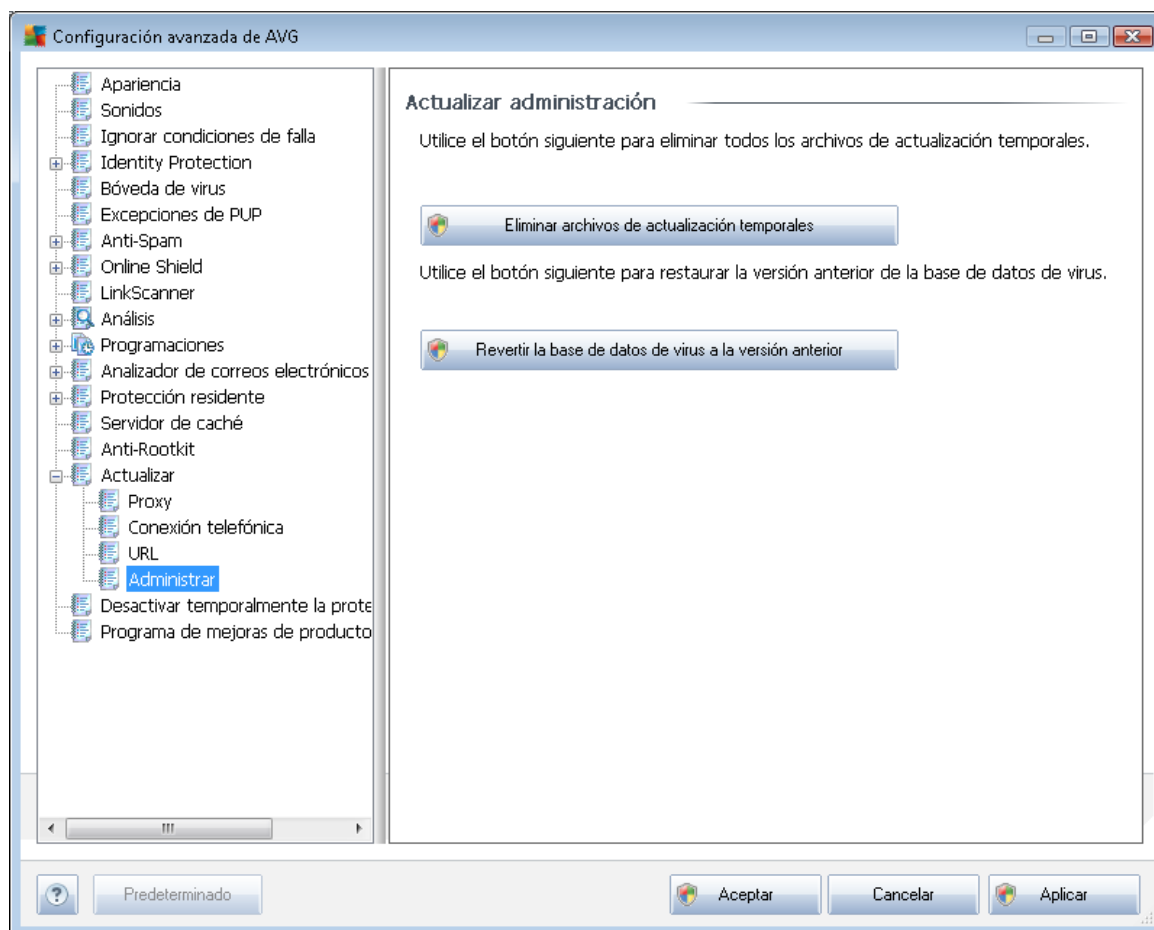 Configuración avanzada de AVG
Apariencia
Sonidos
Ignorar condiciones de falla
Identity Protection
Bóveda de virus
Excepciones de PUP
Anti-Spam
Online Shield
LinkScanner
Análisis
Programaciones
Analizador de correos electrónicos
Protección residente
Servidor de caché
Anti-Rootkit
Actualizar
Proxy
Conexión telefónica
URL
Administrar
Desactivar temporalmente la prote
Programa de mejoras de producto
Actualizar administración
Utilice el botón siguiente para eliminar todos los archivos de actualización temporales.
Eliminar archivos de actualización temporales
Utilice el botón siguiente para restaurar la versión anterior de la base de datos de virus.
Revertir la base de datos de virus a la versión anterior
Predeterminado
Aceptar
Cancelar
Aplicar